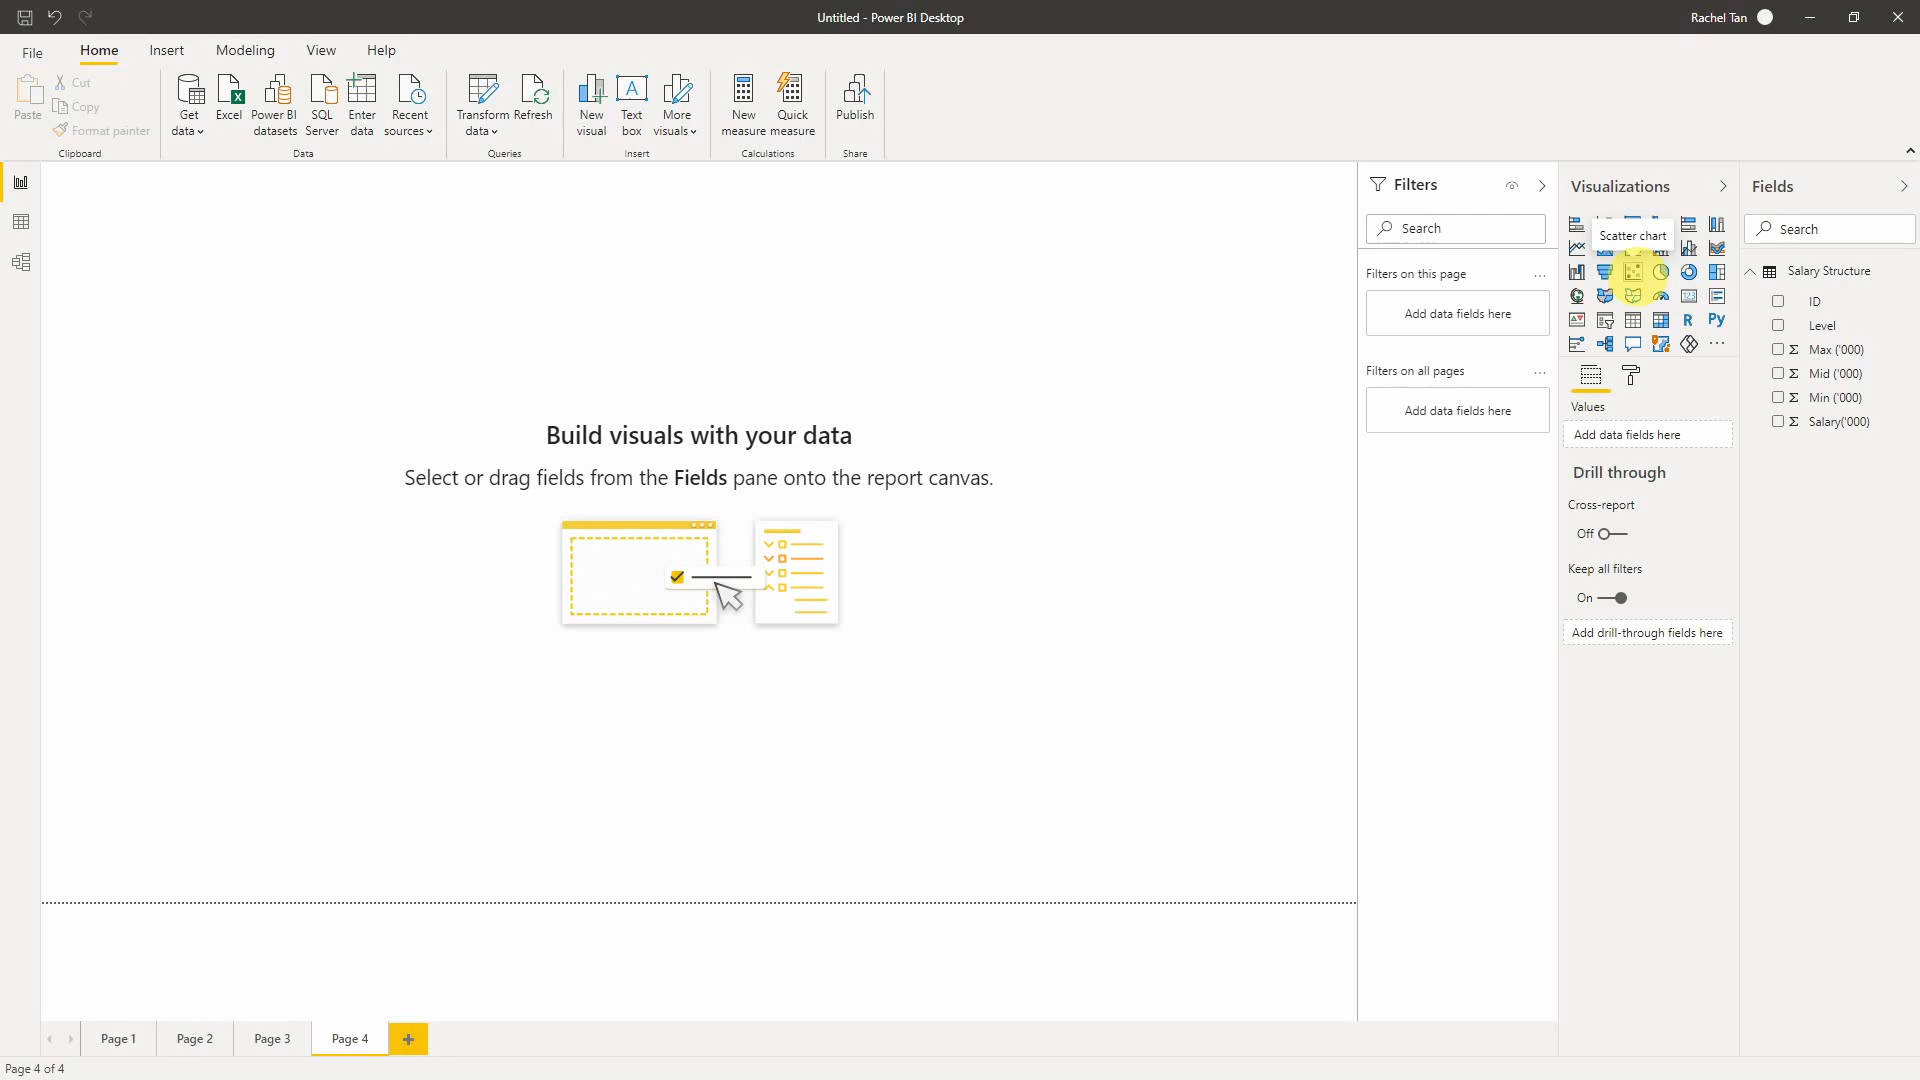 Untitled - Power BI Desktop
Rachel Tan
File
Home
Insert
Modeling
View
Help
Paste
Cut
Copy
Format painter
Clipboard
Get
data
Excel
Power BI
datasets
SQL
Server
Enter
data
Recent
sources
Data
Transform
data
Refresh
Queries
New
visual
Text
box
More
visuals
Insert
New
measure
Quick
measure
Calculations
Publish
Share
Build visuals with your data
Select or drag fields from the Fields pane onto the report canvas.
Filters
Search
Filters on this page
...
Add data fields here
Filters on all pages
...
Add data fields here
Visualizations
Scatter chart
123
R
Py
...
Values
Add data fields here
Drill through
Cross-report
Off
Keep all filters
On
Add drill-through fields here
Fields
Search
Salary Structure
ID
Level
Σ Max ('000)
Σ Mid ('000)
Σ Min ('000)
Σ Salary('000)
Page 1
Page 2
Page 3
Page 4
+
Page 4 of 4